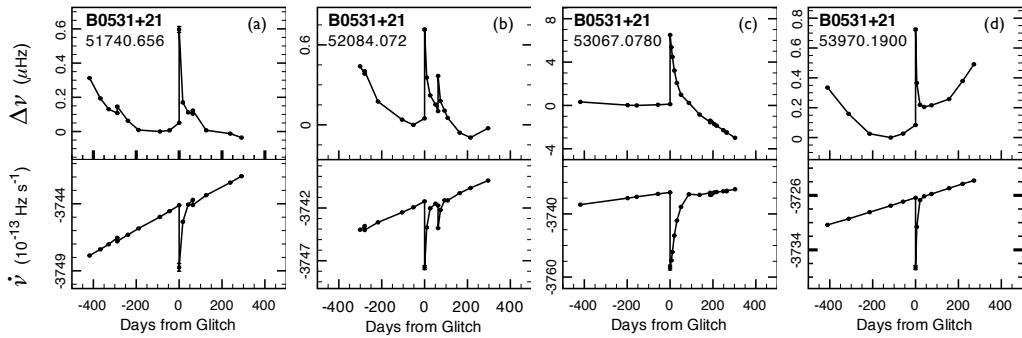 B0531+21 (a)
51740.656
B0531+21 (b)
52084.072
B0531+21 (c)
53067.0780
B0531+21 (d)
53970.1900
Δν (μHz)
0.6
0.4
0.2
0
0.8
0.4
0
8
4
0
−4
0.8
0.6
0.4
0.2
0
ν̇ (10⁻¹³ Hz s⁻¹)
−3744
−3749
−3742
−3747
−3740
−3760
−3726
−3734
−400 −200 0 200 400
−400 −200 0 200 400
−400 −200 0 200 400
−400 −200 0 200 400
Days from Glitch
Days from Glitch
Days from Glitch
Days from Glitch